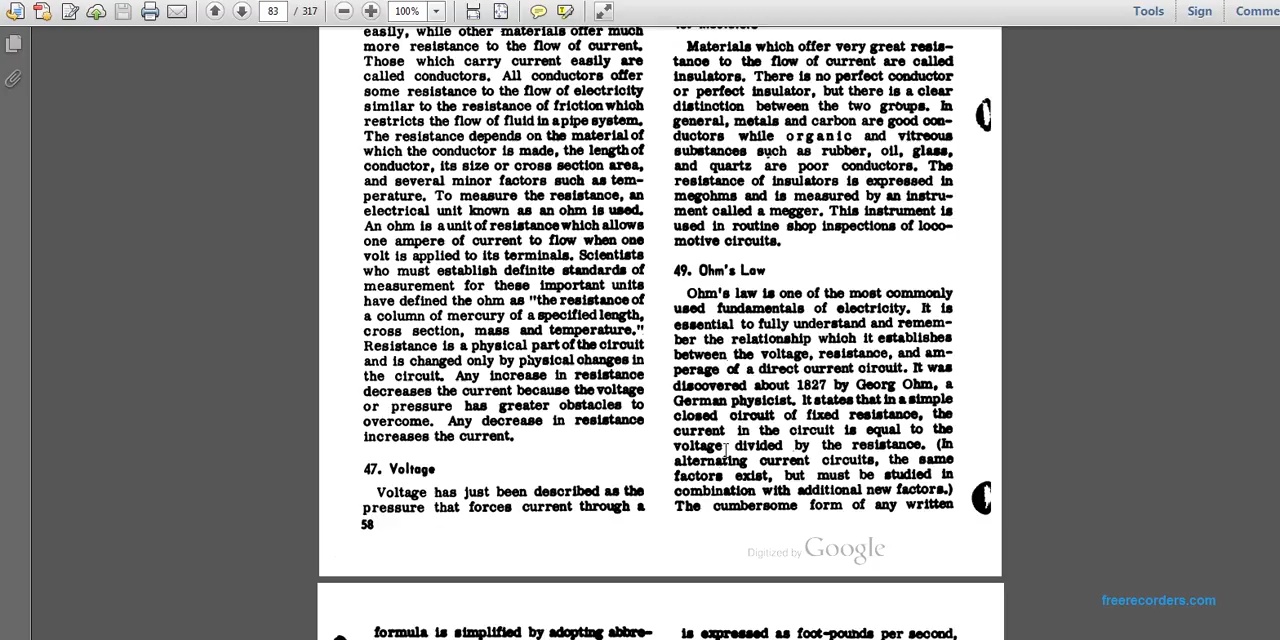 83 / 317
100%
Tools
Sign
Comme
easily, while other materials offer much
more resistance to the flow of current.
Those which carry current easily are
called conductors. All conductors offer
some resistance to the flow of electricity
similar to the resistance of friction which
restricts the flow of fluid in a pipe system.
The resistance depends on the material of
which the conductor is made, the length of
conductor, its size or cross section area,
and several minor factors such as tem-
perature. To measure the resistance, an
electrical unit known as an ohm is used.
An ohm is a unit of resistance which allows
one ampere of current to flow when one
volt is applied to its terminals. Scientists
who must establish definite standards of
measurement for these important units
have defined the ohm as "the resistance of
a column of mercury of a specified length,
cross section, mass and temperature."
Resistance is a physical part of the circuit
and is changed only by physical changes in
the circuit. Any increase in resistance
decreases the current because the voltage
or pressure has greater obstacles to
overcome. Any decrease in resistance
increases the current.
47. Voltage
Voltage has just been described as the
pressure that forces current through a
58
Materials which offer very great resis-
tance to the flow of current are called
insulators. There is no perfect conductor
or perfect insulator, but there is a clear
distinction between the two groups. In
general, metals and carbon are good con-
ductors while organic and vitreous
substances such as rubber, oil, glass,
and quartz are poor conductors. The
resistance of insulators is expressed in
megohms and is measured by an instru-
ment called a megger. This instrument is
used in routine shop inspections of loco-
motive circuits.
49. Ohm's Law
Ohm's law is one of the most commonly
used fundamentals of electricity. It is
essential to fully understand and remem-
ber the relationship which it establishes
between the voltage, resistance, and am-
perage of a direct current circuit. It was
discovered about 1827 by Georg Ohm, a
German physicist. It states that in a simple
closed circuit of fixed resistance, the
current in the circuit is equal to the
voltage divided by the resistance. (In
alternating current circuits, the same
factors exist, but must be studied in
combination with additional new factors.)
The cumbersome form of any written
Digitized by Google
freerecorders.com
formula is simplified by adopting abbre-
is expressed as foot-pounds per second,